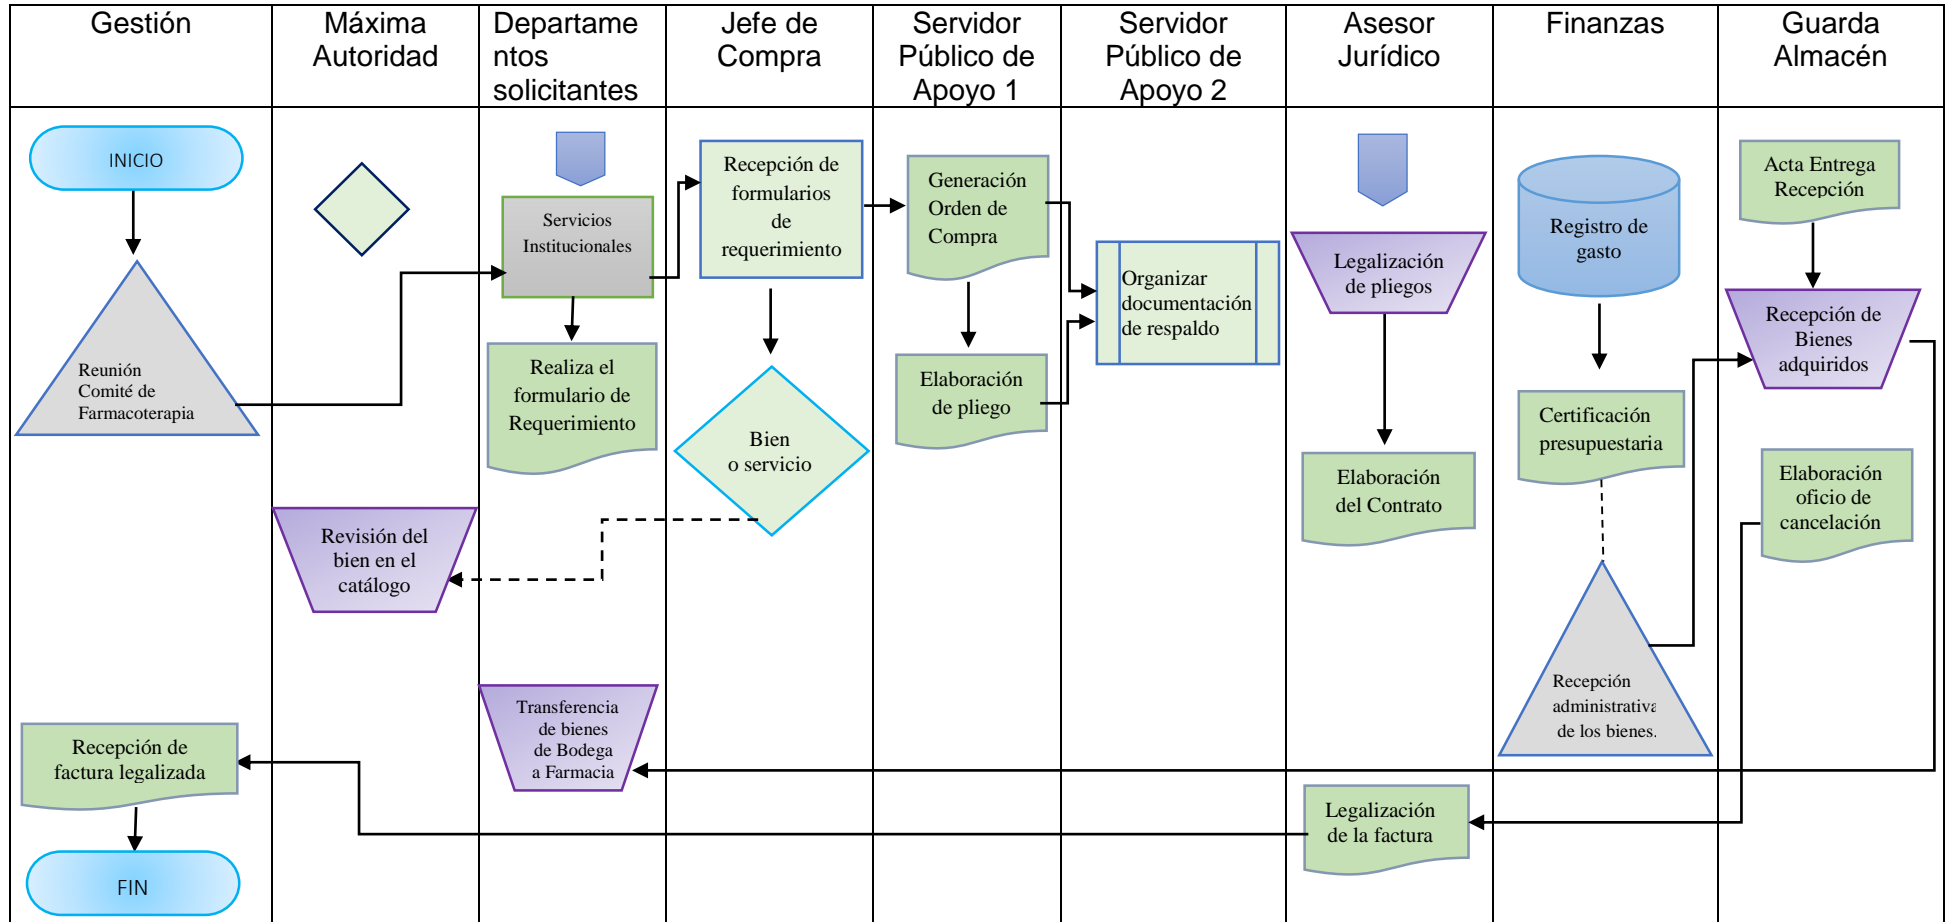 Gestión
Máxima
Autoridad
Departame
ntos
solicitantes
Jefe de
Compra
Servidor
Público de
Apoyo 1
Servidor
Público de
Apoyo 2
Asesor
Jurídico
Finanzas
Guarda
Almacén
INICIO
Reunión
Comité de
Farmacoterapia
Recepción de
factura legalizada
FIN
Revisión del
bien en el
catálogo
Servicios
Institucionales
Realiza el
formulario de
Requerimiento
Transferencia
de bienes
de Bodega
a Farmacia
Recepción de
formularios
de
requerimiento
Bien
o servicio
Generación
Orden de
Compra
Elaboración
de pliego
Organizar
documentación
de respaldo
Legalización
de pliegos
Elaboración
del Contrato
Legalización
de la factura
Registro de
gasto
Certificación
presupuestaria
Recepción
administrativa
de los bienes.
Acta Entrega
Recepción
Recepción de
Bienes
adquiridos
Elaboración
oficio de
cancelación